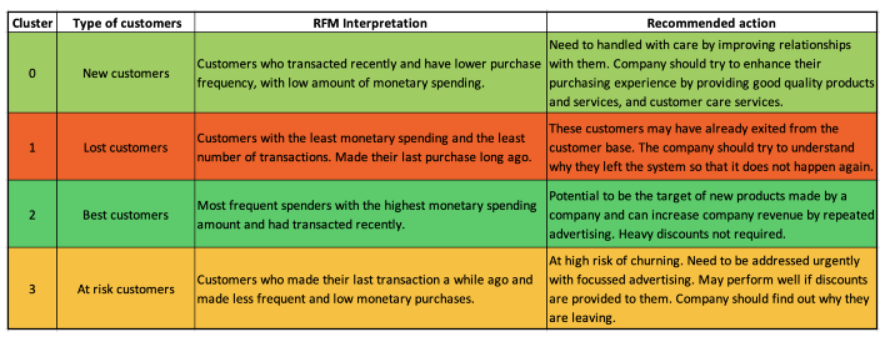 Cluster Type of customers RFM Interpretation Recommended action
0 New customers
Customers who transacted recently and have lower purchase
frequency, with low amount of monetary spending.
Need to handled with care by improving relationships
with them. Company should try to enhance their
purchasing experience by providing good quality products
and services, and customer care services.
1 Lost customers
Customers with the least monetary spending and the least
number of transactions. Made their last purchase long ago.
These customers may have already exited from the
customer base. The company should try to understand
why they left the system so that it does not happen again.
2 Best customers
Most frequent spenders with the highest monetary spending
amount and had transacted recently.
Potential to be the target of new products made by a
company and can increase company revenue by repeated
advertising. Heavy discounts not required.
3 At risk customers
Customers who made their last transaction a while ago and
made less frequent and low monetary purchases.
At high risk of churning. Need to be addressed urgently
with focussed advertising. May perform well if discounts
are provided to them. Company should find out why they
are leaving.